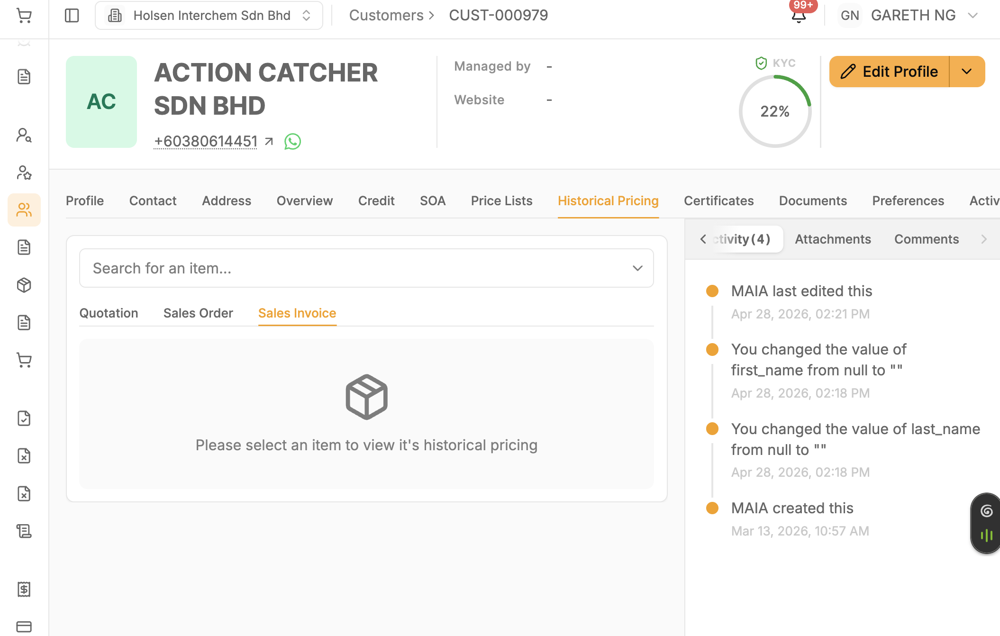 Holsen Interchem Sdn Bhd
Customers > CUST-000979
99+
GN GARETH NG
AC
ACTION CATCHER
SDN BHD
+60380614451
Managed by -
Website -
KYC
22%
Edit Profile
Profile Contact Address Overview Credit SOA Price Lists Historical Pricing Certificates Documents Preferences Activ
Search for an item...
Quotation Sales Order Sales Invoice
Please select an item to view it's historical pricing
ctivity(4) Attachments Comments
MAIA last edited this
Apr 28, 2026, 02:21 PM
You changed the value of
first_name from null to ""
Apr 28, 2026, 02:18 PM
You changed the value of last_name
from null to ""
Apr 28, 2026, 02:18 PM
MAIA created this
Mar 13, 2026, 10:57 AM